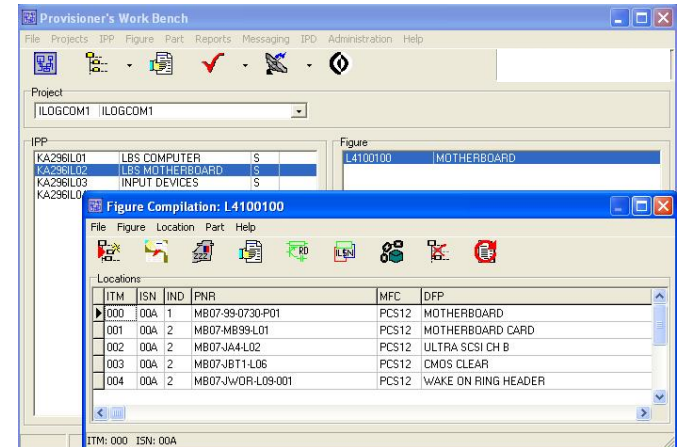 Provisioner's Work Bench
File Projects IPP Figure Part Reports Messaging IPD Administration Help
Project
ILOGCOM1 ILOGCOM1
IPP
KA296IL01 LBS COMPUTER S
KA296IL02 LBS MOTHERBOARD S
KA296IL03 INPUT DEVICES S
Figure
L4100100 MOTHERBOARD
Figure Compilation: L4100100
File Figure Location Part Help
zzz RD ILSN
Locations
ITM ISN IND PNR MFC DFP
000 00A 1 MB07-99-0730-P01 PCS12 MOTHERBOARD
001 00A 2 MB07-MB99-L01 PCS12 MOTHERBOARD CARD
002 00A 2 MB07-JA4-L02 PCS12 ULTRA SCSI CH B
003 00A 2 MB07-JBT1-L06 PCS12 CMOS CLEAR
004 00A 2 MB07-JWOR-L09-001 PCS12 WAKE ON RING HEADER
ITM: 000 ISN: 00A